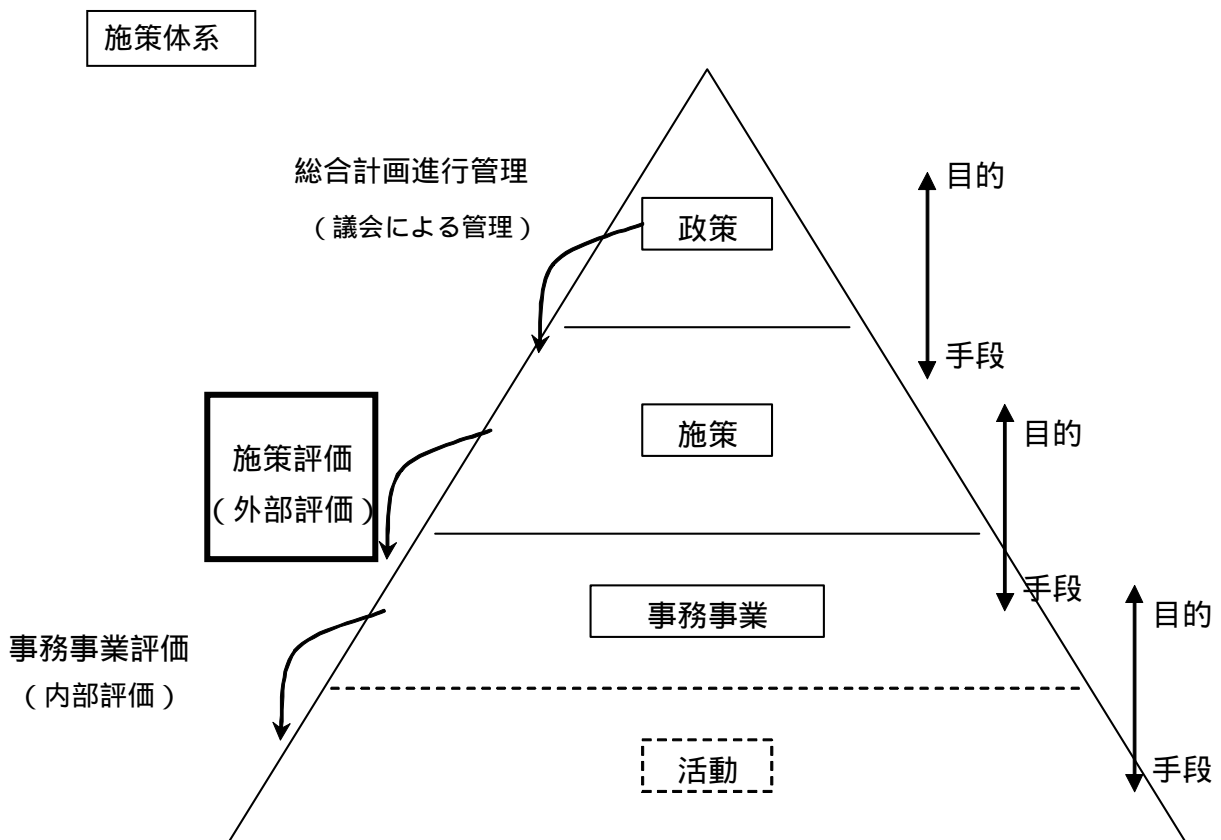 施策体系
総合計画進行管理
（議会による管理）
政策
目的
手段
施策評価
（外部評価）
施策
目的
手段
事務事業評価
（内部評価）
事務事業
目的
手段
活動